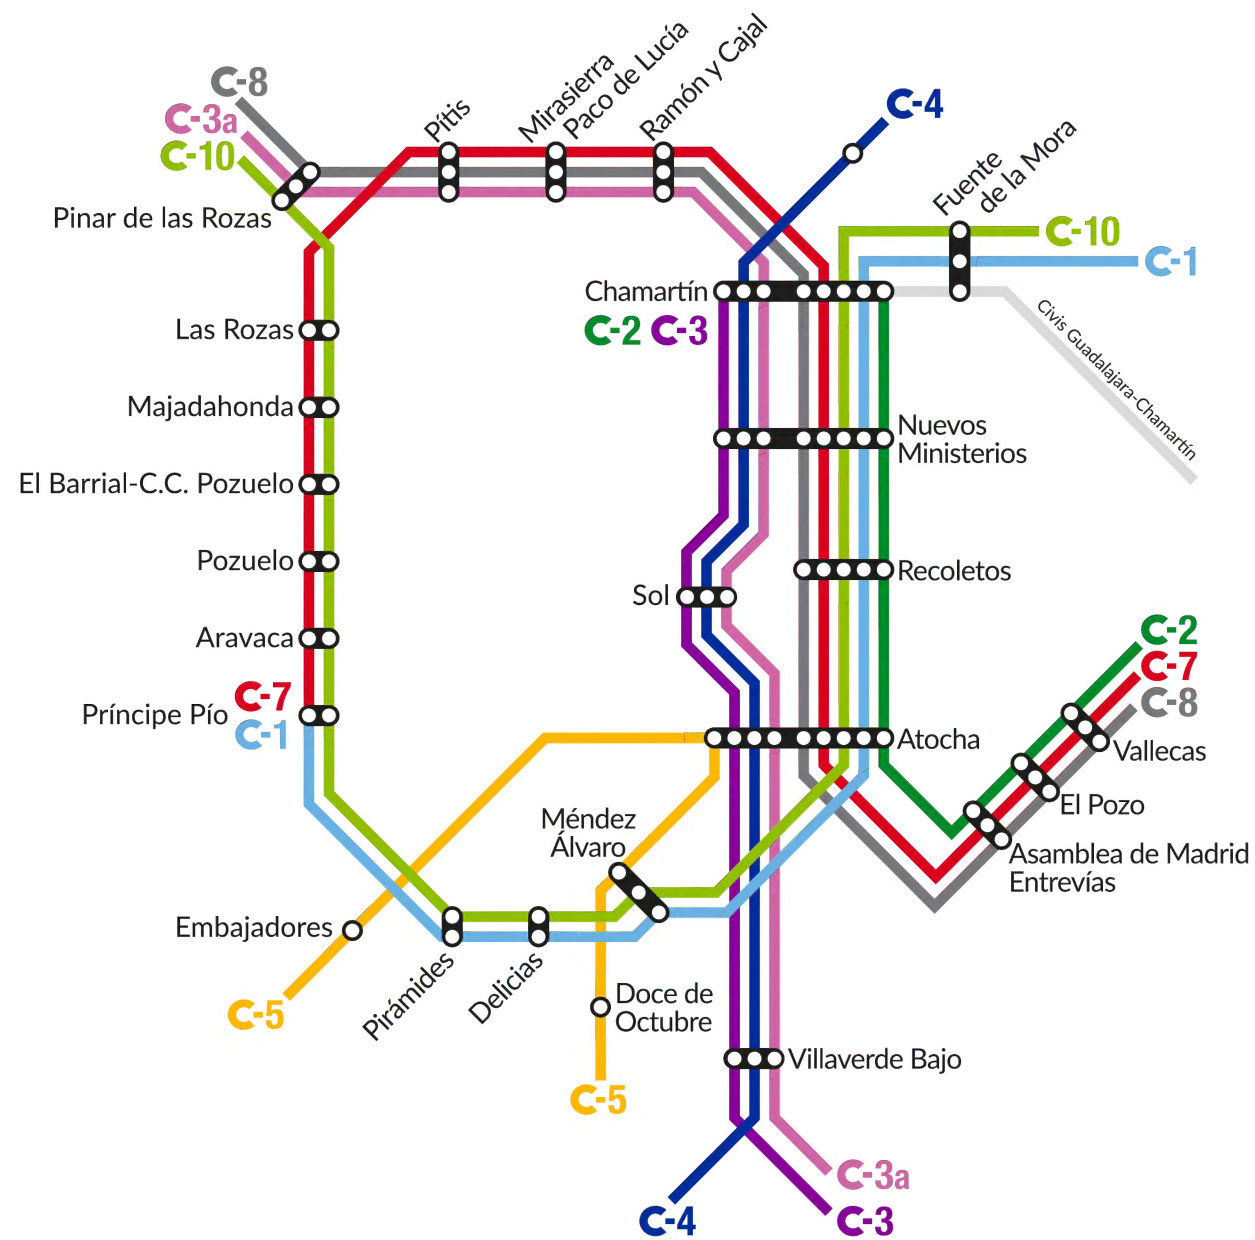 C-8
C-3a
C-10
Pinar de las Rozas
Pitis
Mirasierra
Paco de Lucía
Ramón y Cajal
C-4
Fuente
de la Mora
C-10
C-1
Civis Guadalajara-Chamartín
Chamartín
C-2 C-3
Las Rozas
Majadahonda
El Barrial-C.C. Pozuelo
Pozuelo
Aravaca
C-7
Príncipe Pío
C-1
Nuevos
Ministerios
Recoletos
Sol
Atocha
C-2
C-7
C-8
Vallecas
El Pozo
Asamblea de Madrid
Entrevías
Méndez
Álvaro
Embajadores
C-5
Pirámides
Delicias
Doce de
Octubre
C-5
Villaverde Bajo
C-3a
C-4
C-3